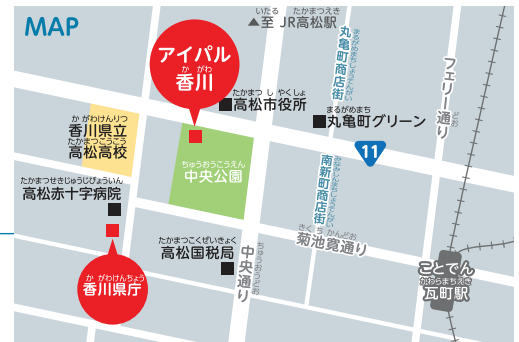 MAP
いたる たかまつえき
▲至 JR高松駅
アイパル
か がわ
香川
まるがめまちしょうてんがい
丸亀町商店街
フェリー通り
どお
たかまつ し やくしょ
高松市役所
まるがめまち
丸亀町グリーン
か がわけんりつ
香川県立
たかまつこうこう
高松高校
11
ちゅうおうこうえん
中央公園
みなみしんまちしょうてんがい
南新町商店街
たかまつせきじゅうじびょういん
高松赤十字病院
きくちかんどお
菊池寛通り
たかまつこくぜいきょく
高松国税局
ちゅうおうどお
中央通り
か がわけんちょう
香川県庁
ことでん
かわらまちえき
瓦町駅